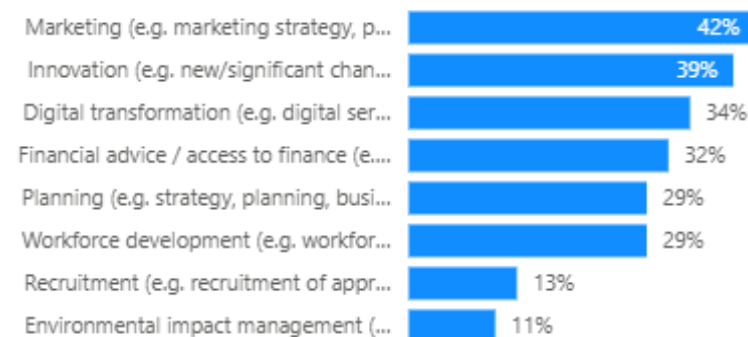 Marketing (e.g. marketing strategy, p... 42%
Innovation (e.g. new/significant chan... 39%
Digital transformation (e.g. digital ser... 34%
Financial advice / access to finance (e.... 32%
Planning (e.g. strategy, planning, busi... 29%
Workforce development (e.g. workfor... 29%
Recruitment (e.g. recruitment of appr... 13%
Environmental impact management (... 11%